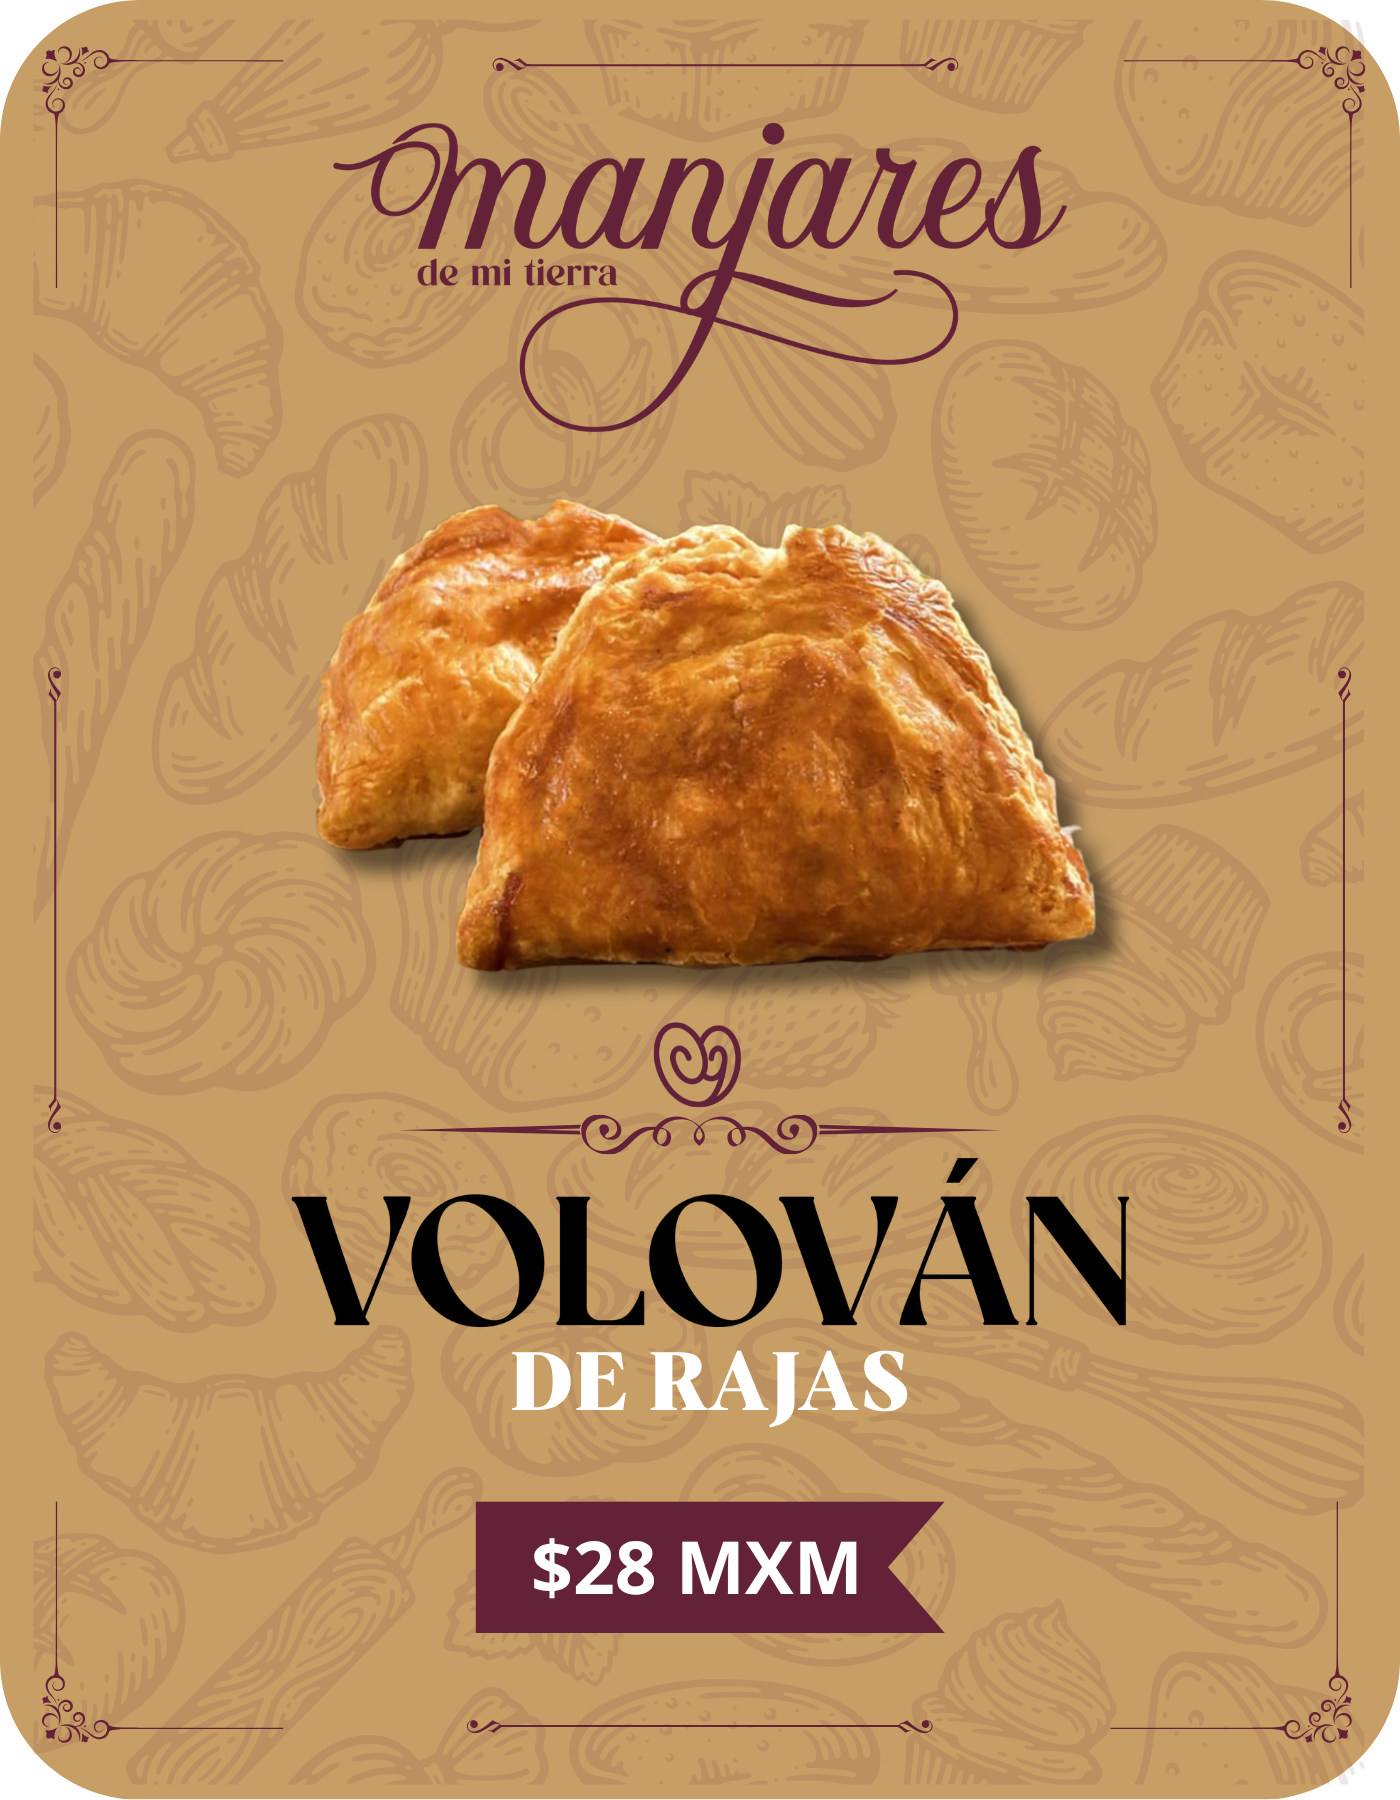 manjares
de mi tierra
VOLOVÁN
DE RAJAS
$28 MXM